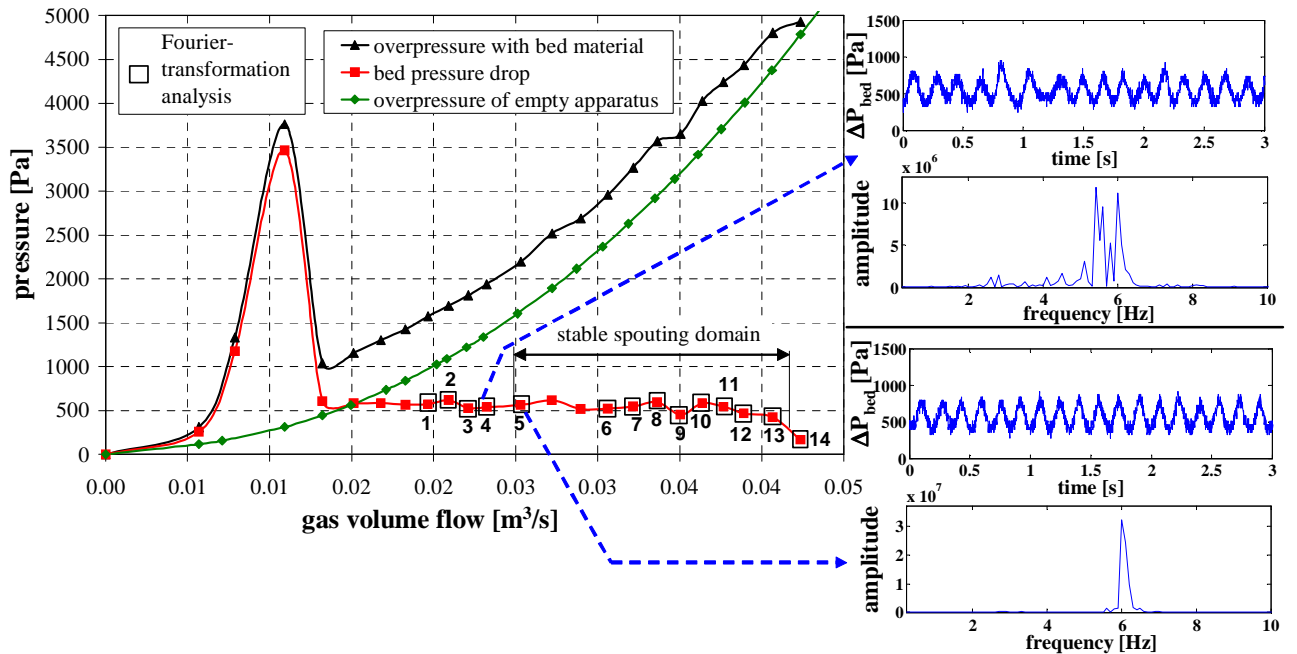 Fourier-
transformation
analysis
overpressure with bed material
bed pressure drop
overpressure of empty apparatus
pressure [Pa]
5000
4500
4000
3500
3000
2500
2000
1500
1000
500
0
stable spouting domain
1
2
3
4
5
6
7
8
9
10
11
12
13
14
0.00 0.01 0.01 0.02 0.02 0.03 0.03 0.04 0.04 0.05
gas volume flow [m³/s]
ΔP_bed [Pa]
1500
1000
500
0
0 0.5 1 1.5 2 2.5 3
time [s]
x 10⁶
amplitude
10
5
0
2 4 6 8 10
frequency [Hz]
ΔP_bed [Pa]
1500
1000
500
0
0 0.5 1 1.5 2 2.5 3
time [s]
x 10⁷
amplitude
3
2
1
0
2 4 6 8 10
frequency [Hz]